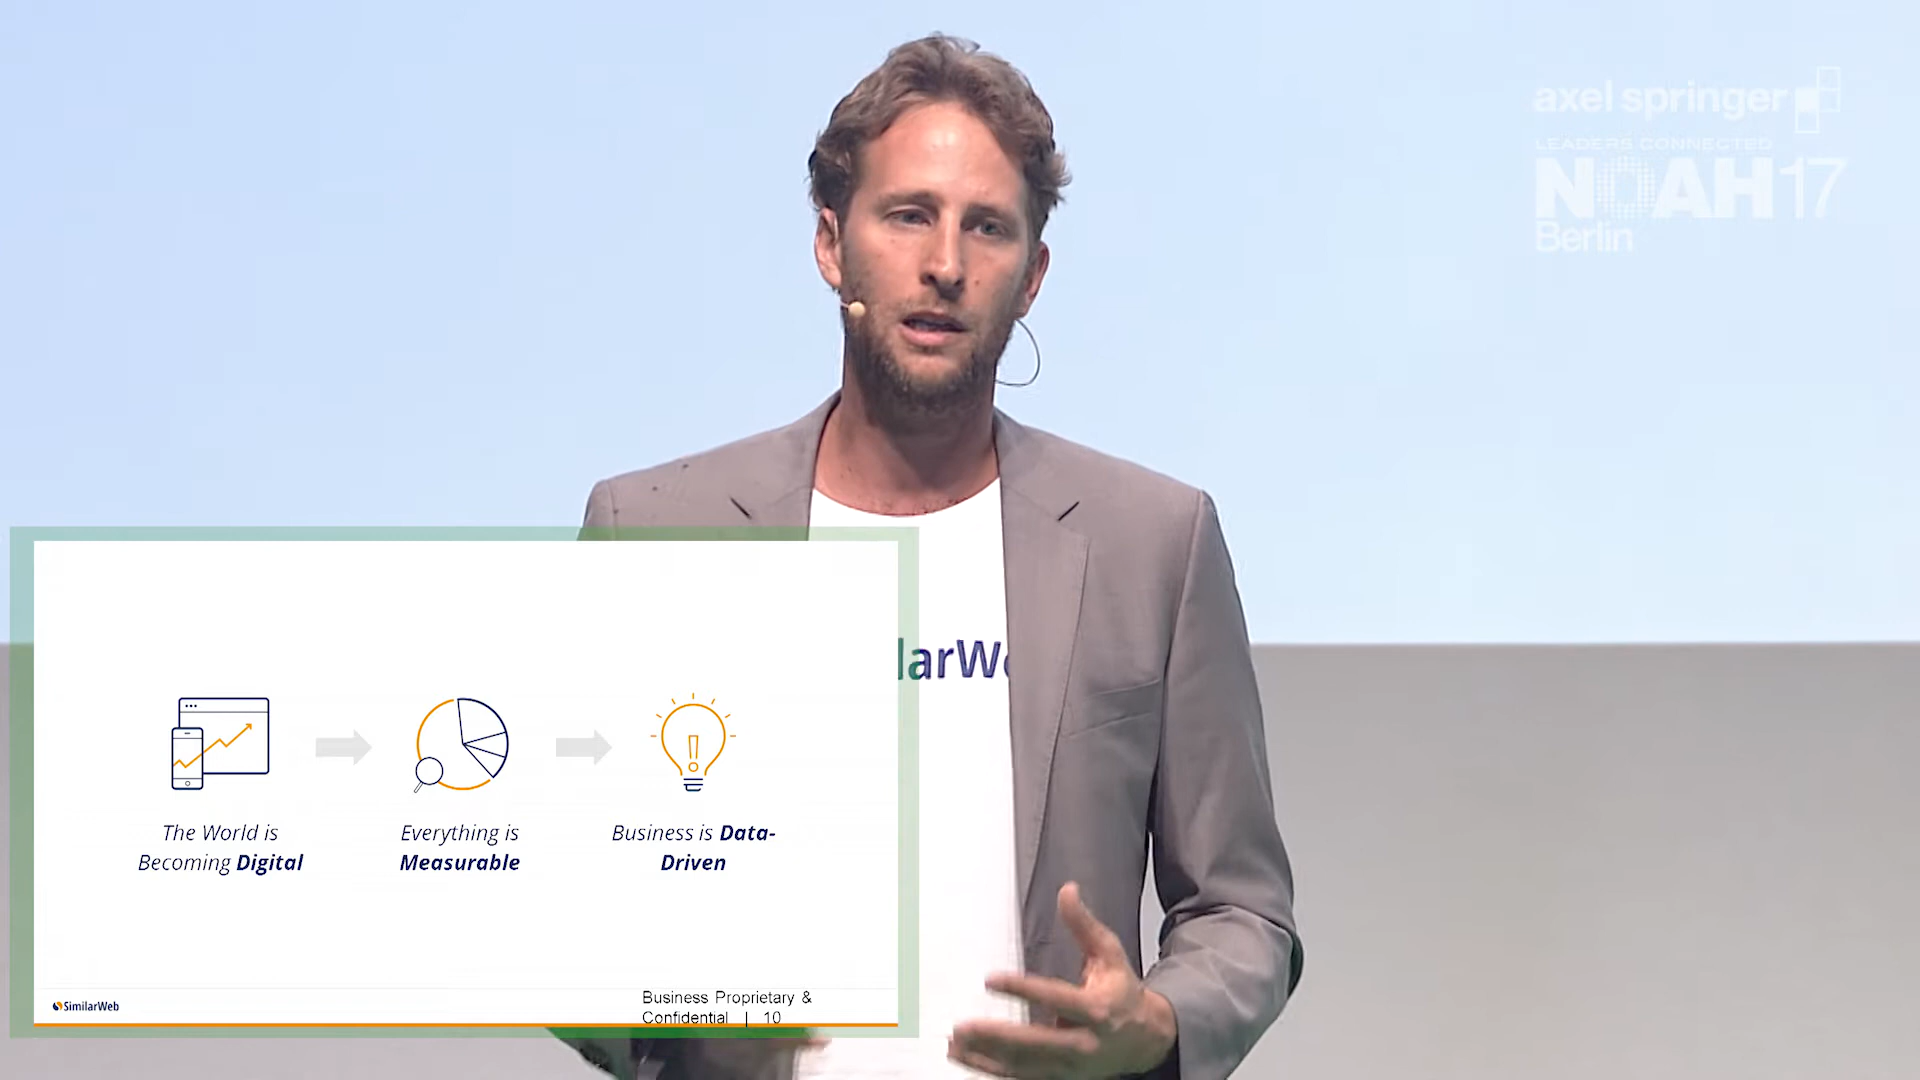 axel springer
LEADERS CONNECTED
NOAH17
Berlin
larWe
The World is
Becoming Digital
Everything is
Measurable
Business is Data-
Driven
SimilarWeb
Business Proprietary &
Confidential | 10